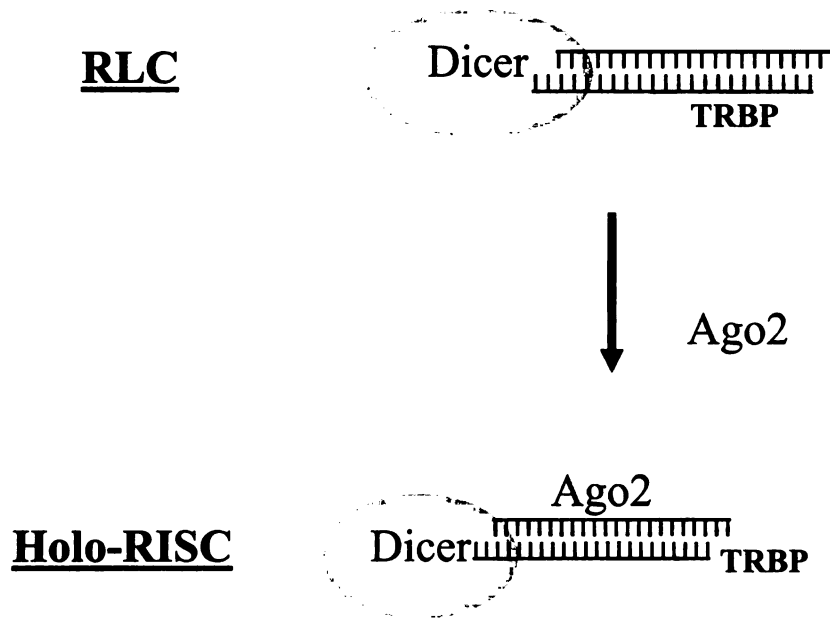 RLC
Dicer
TRBP
Ago2
Ago2
Holo-RISC
Dicer
TRBP